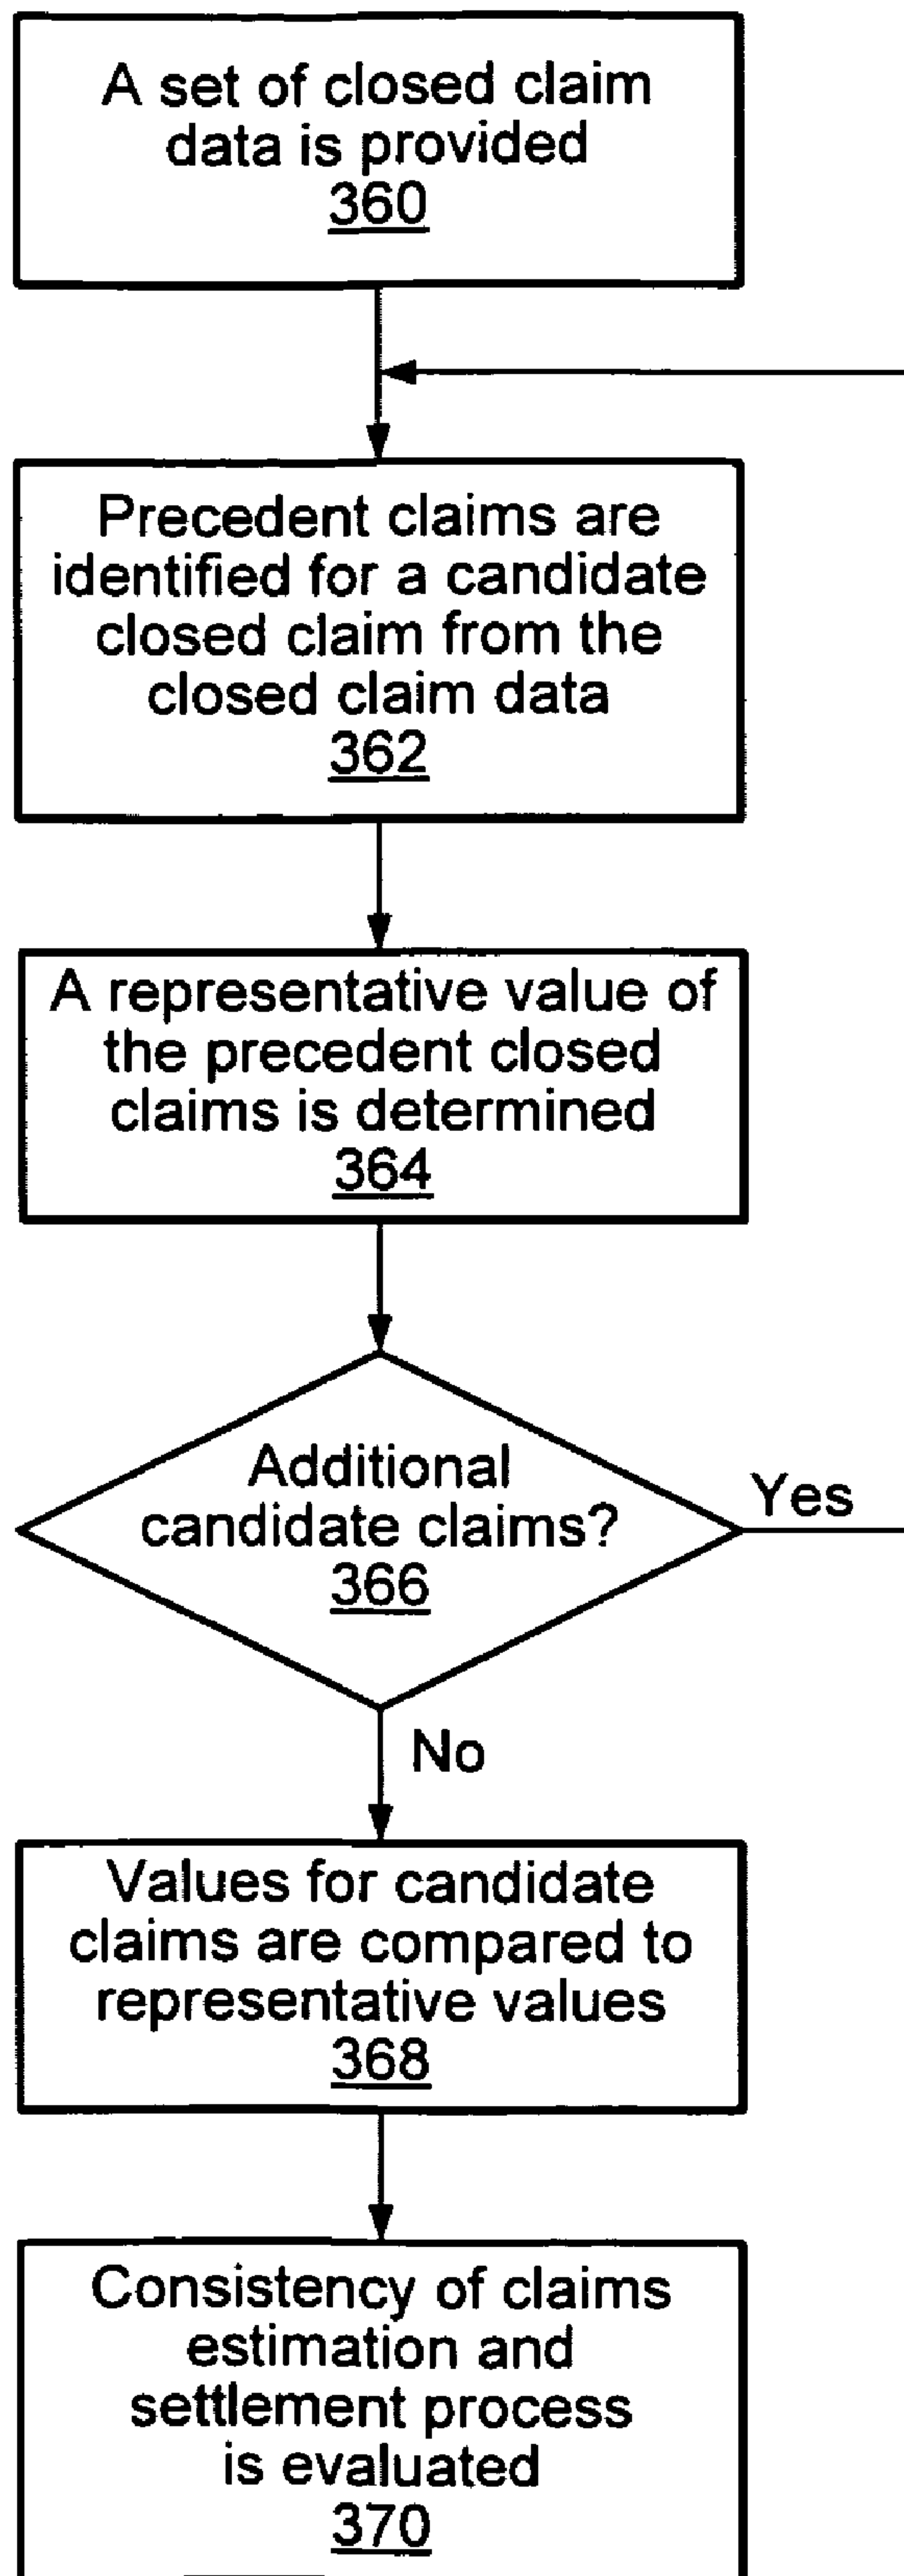 A set of closed claim
data is provided
360
Precedent claims are
identified for a candidate
closed claim from the
closed claim data
362
A representative value of
the precedent closed
claims is determined
364
Additional
candidate claims?
366
Yes
No
Values for candidate
claims are compared to
representative values
368
Consistency of claims
estimation and
settlement process
is evaluated
370